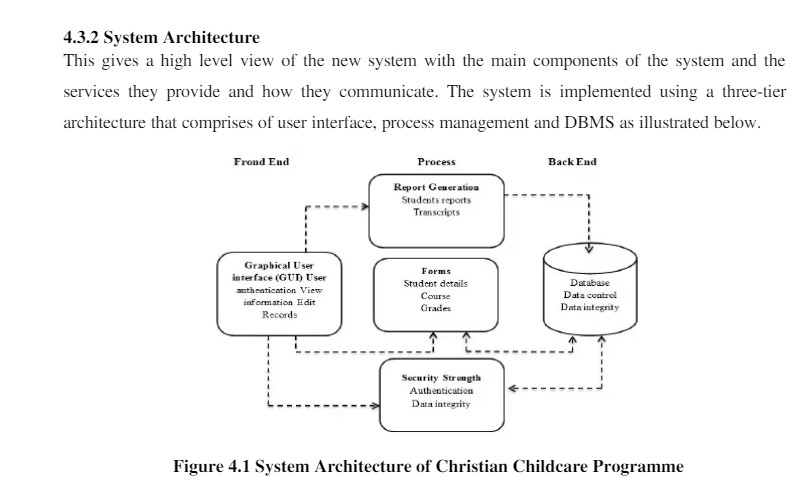 4.3.2 System Architecture
This gives a high level view of the new system with the main components of the system and the
services they provide and how they communicate. The system is implemented using a three-tier
architecture that comprises of user interface, process management and DBMS as illustrated below.
Frond End
Process
Back End
Report Generation
Students reports
Transcripts
Graphical User
interface (GUI) User
authentication View
information Edit
Records
Forms
Student details
Course
Grades
Database
Data control
Data integrity
Security Strength
Authentication
Data integrity
Figure 4.1 System Architecture of Christian Childcare Programme